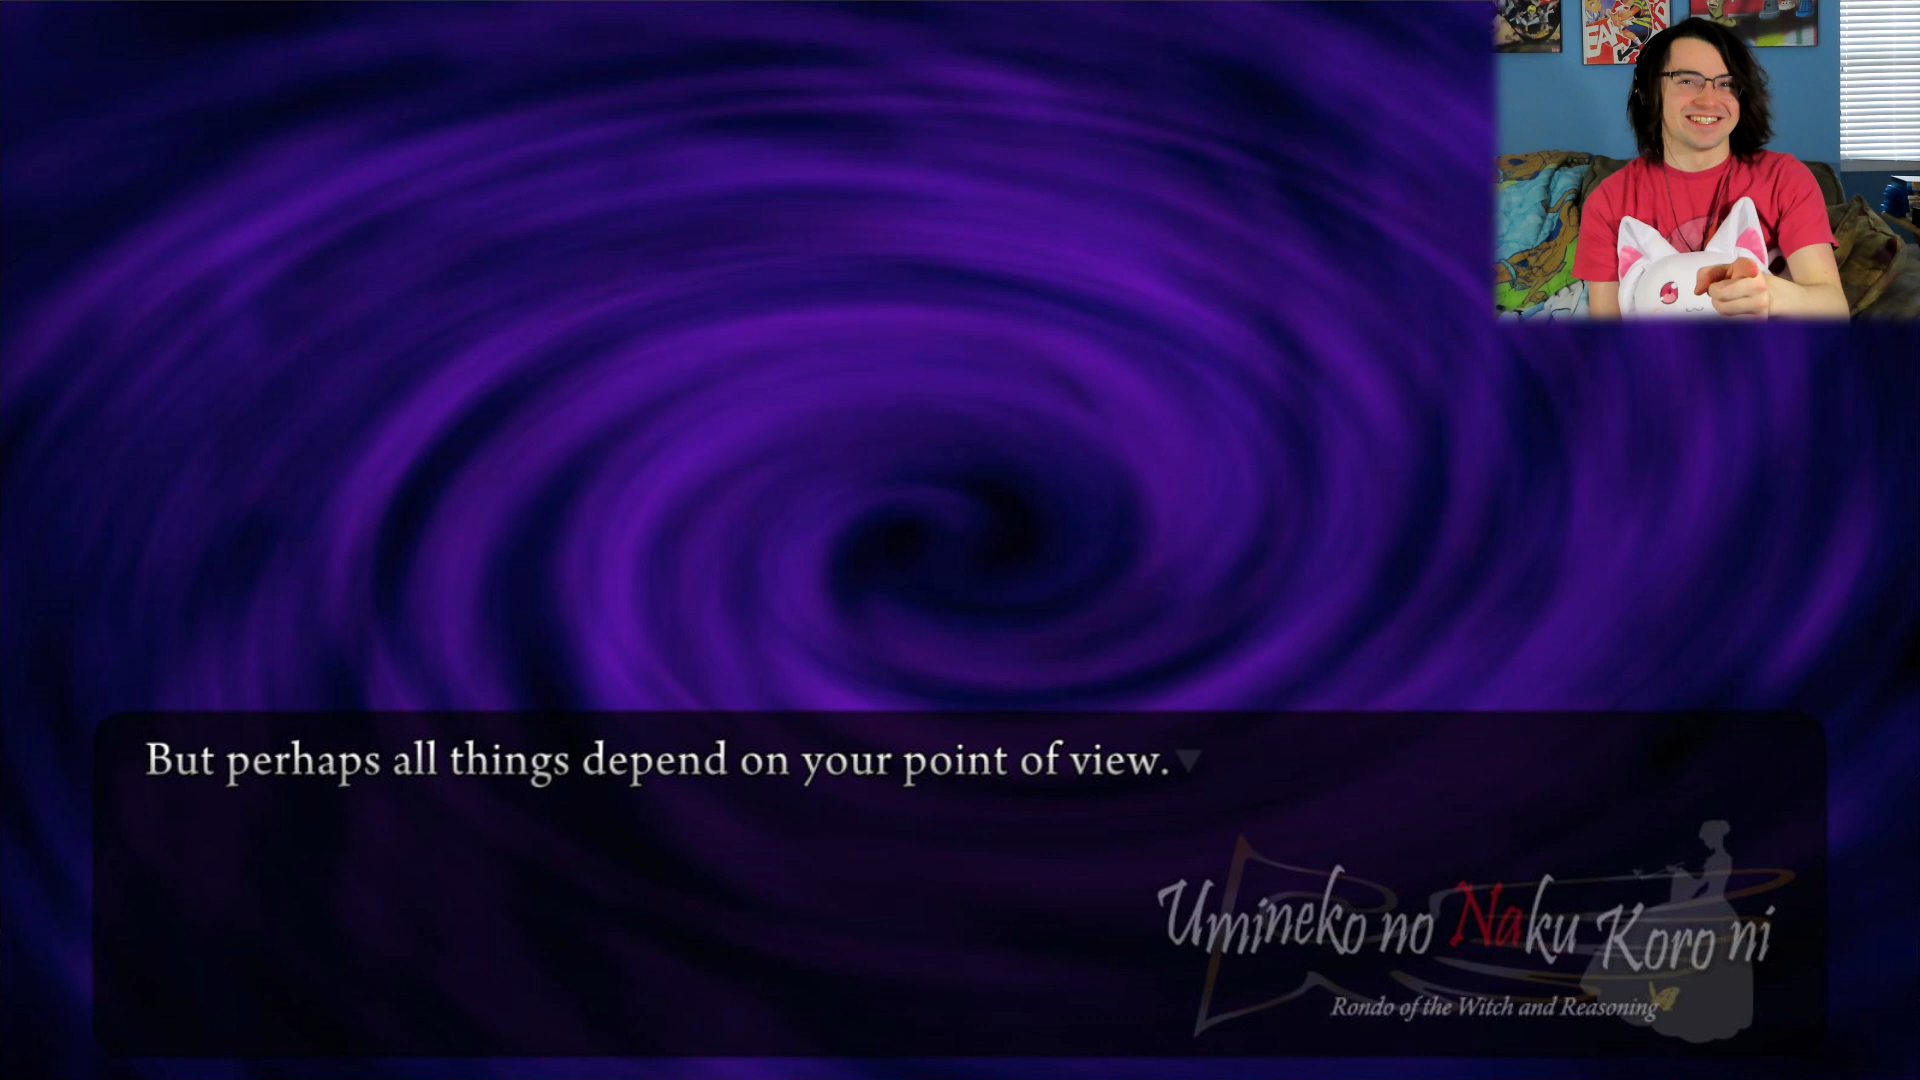 But perhaps all things depend on your point of view.
Umineko no Naku Koro ni
Rondo of the Witch and Reasoning